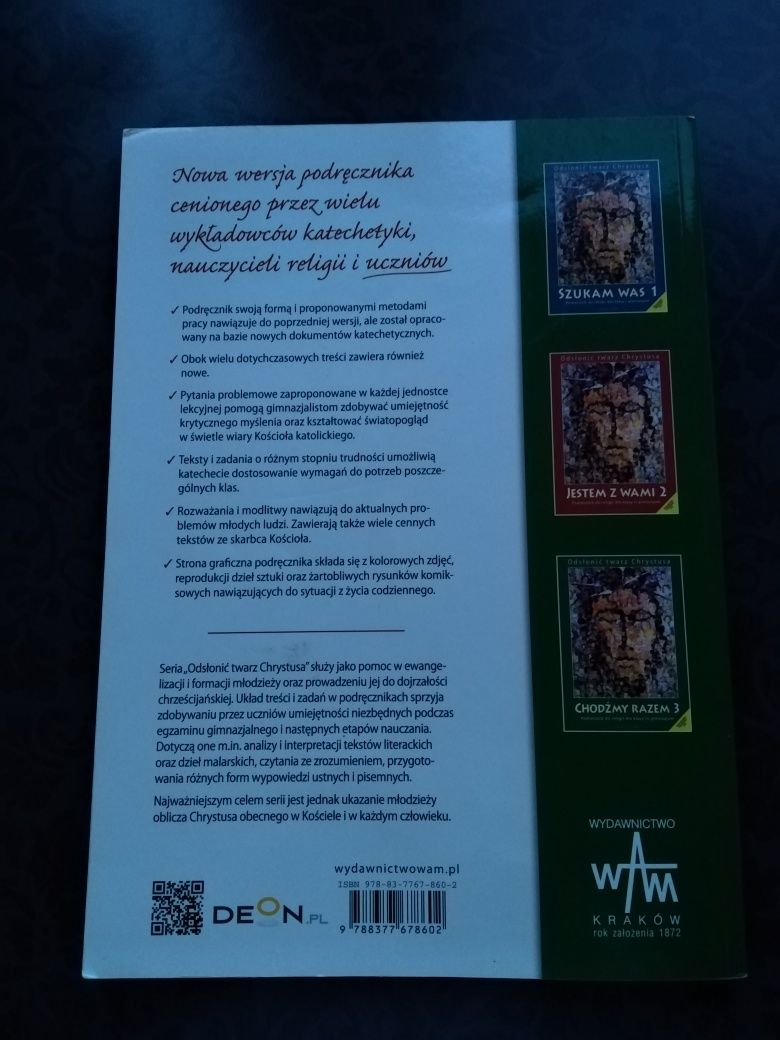 Nowa wersja podręcznika
cenionego przez wielu
wykładowców katechetyki,
nauczycieli religii i uczniów
✓ Podręcznik swoją formą i proponowanymi metodami
pracy nawiązuje do poprzedniej wersji, ale został opraco-
wany na bazie nowych dokumentów katechetycznych.
✓ Obok wielu dotychczasowych treści zawiera również
nowe.
✓ Pytania problemowe zaproponowane w każdej jednostce
lekcyjnej pomogą gimnazjalistom zdobywać umiejętność
krytycznego myślenia oraz kształtować światopogląd
w świetle wiary Kościoła katolickiego.
✓ Teksty i zadania o różnym stopniu trudności umożliwią
katechecie dostosowanie wymagań do potrzeb poszcze-
gólnych klas.
✓ Rozważania i modlitwy nawiązują do aktualnych pro-
blemów młodych ludzi. Zawierają także wiele cennych
tekstów ze skarbca Kościoła.
✓ Strona graficzna podręcznika składa się z kolorowych zdjęć,
reprodukcji dzieł sztuki oraz żartobliwych rysunków komik-
sowych nawiązujących do sytuacji z życia codziennego.
Seria „Odsłonić twarz Chrystusa" służy jako pomoc w ewange-
lizacji i formacji młodzieży oraz prowadzeniu jej do dojrzałości
chrześcijańskiej. Układ treści i zadań w podręcznikach sprzyja
zdobywaniu przez uczniów umiejętności niezbędnych podczas
egzaminu gimnazjalnego i następnych etapów nauczania.
Dotyczą one m.in. analizy i interpretacji tekstów literackich
oraz dzieł malarskich, czytania ze zrozumieniem, przygoto-
wania różnych form wypowiedzi ustnych i pisemnych.
Najważniejszym celem serii jest jednak ukazanie młodzieży
oblicza Chrystusa obecnego w Kościele i w każdym człowieku.
wydawnictwowam.pl
ISBN 978-83-7767-860-2
DEON.PL
9 788377 678602
Odsłonić twarz Chrystusa
SZUKAM WAS 1
Odsłonić twarz Chrystusa
JESTEM Z WAMI 2
Odsłonić twarz Chrystusa
CHODŹMY RAZEM 3
WYDAWNICTWO
WAM
KRAKÓW
rok założenia 1872